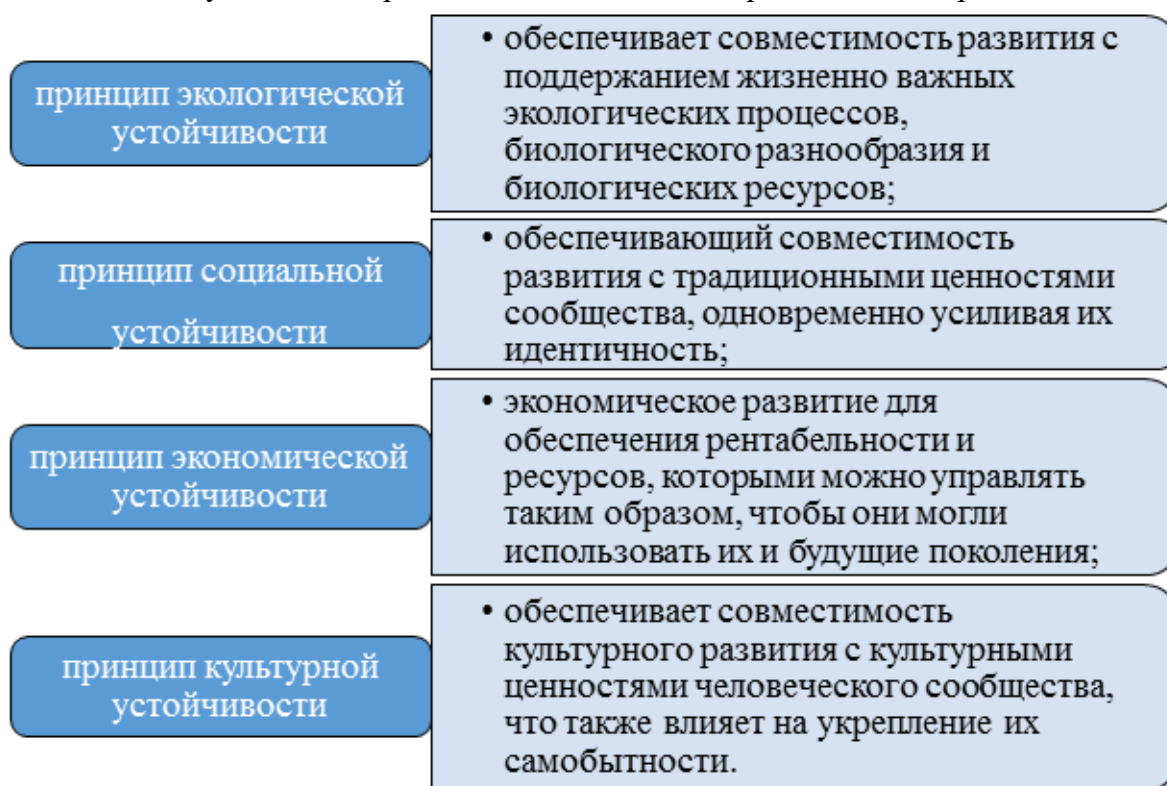 принцип экологической
устойчивости
• обеспечивает совместимость развития с
поддержанием жизненно важных
экологических процессов,
биологического разнообразия и
биологических ресурсов;
принцип социальной
устойчивости
• обеспечивающий совместимость
развития с традиционными ценностями
сообщества, одновременно усиливая их
идентичность;
принцип экономической
устойчивости
• экономическое развитие для
обеспечения рентабельности и
ресурсов, которыми можно управлять
таким образом, чтобы они могли
использовать их и будущие поколения;
принцип культурной
устойчивости
• обеспечивает совместимость
культурного развития с культурными
ценностями человеческого сообщества,
что также влияет на укрепление их
самобытности.